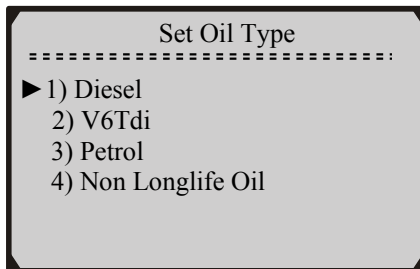 Set Oil Type
►1) Diesel
2) V6Tdi
3) Petrol
4) Non Longlife Oil